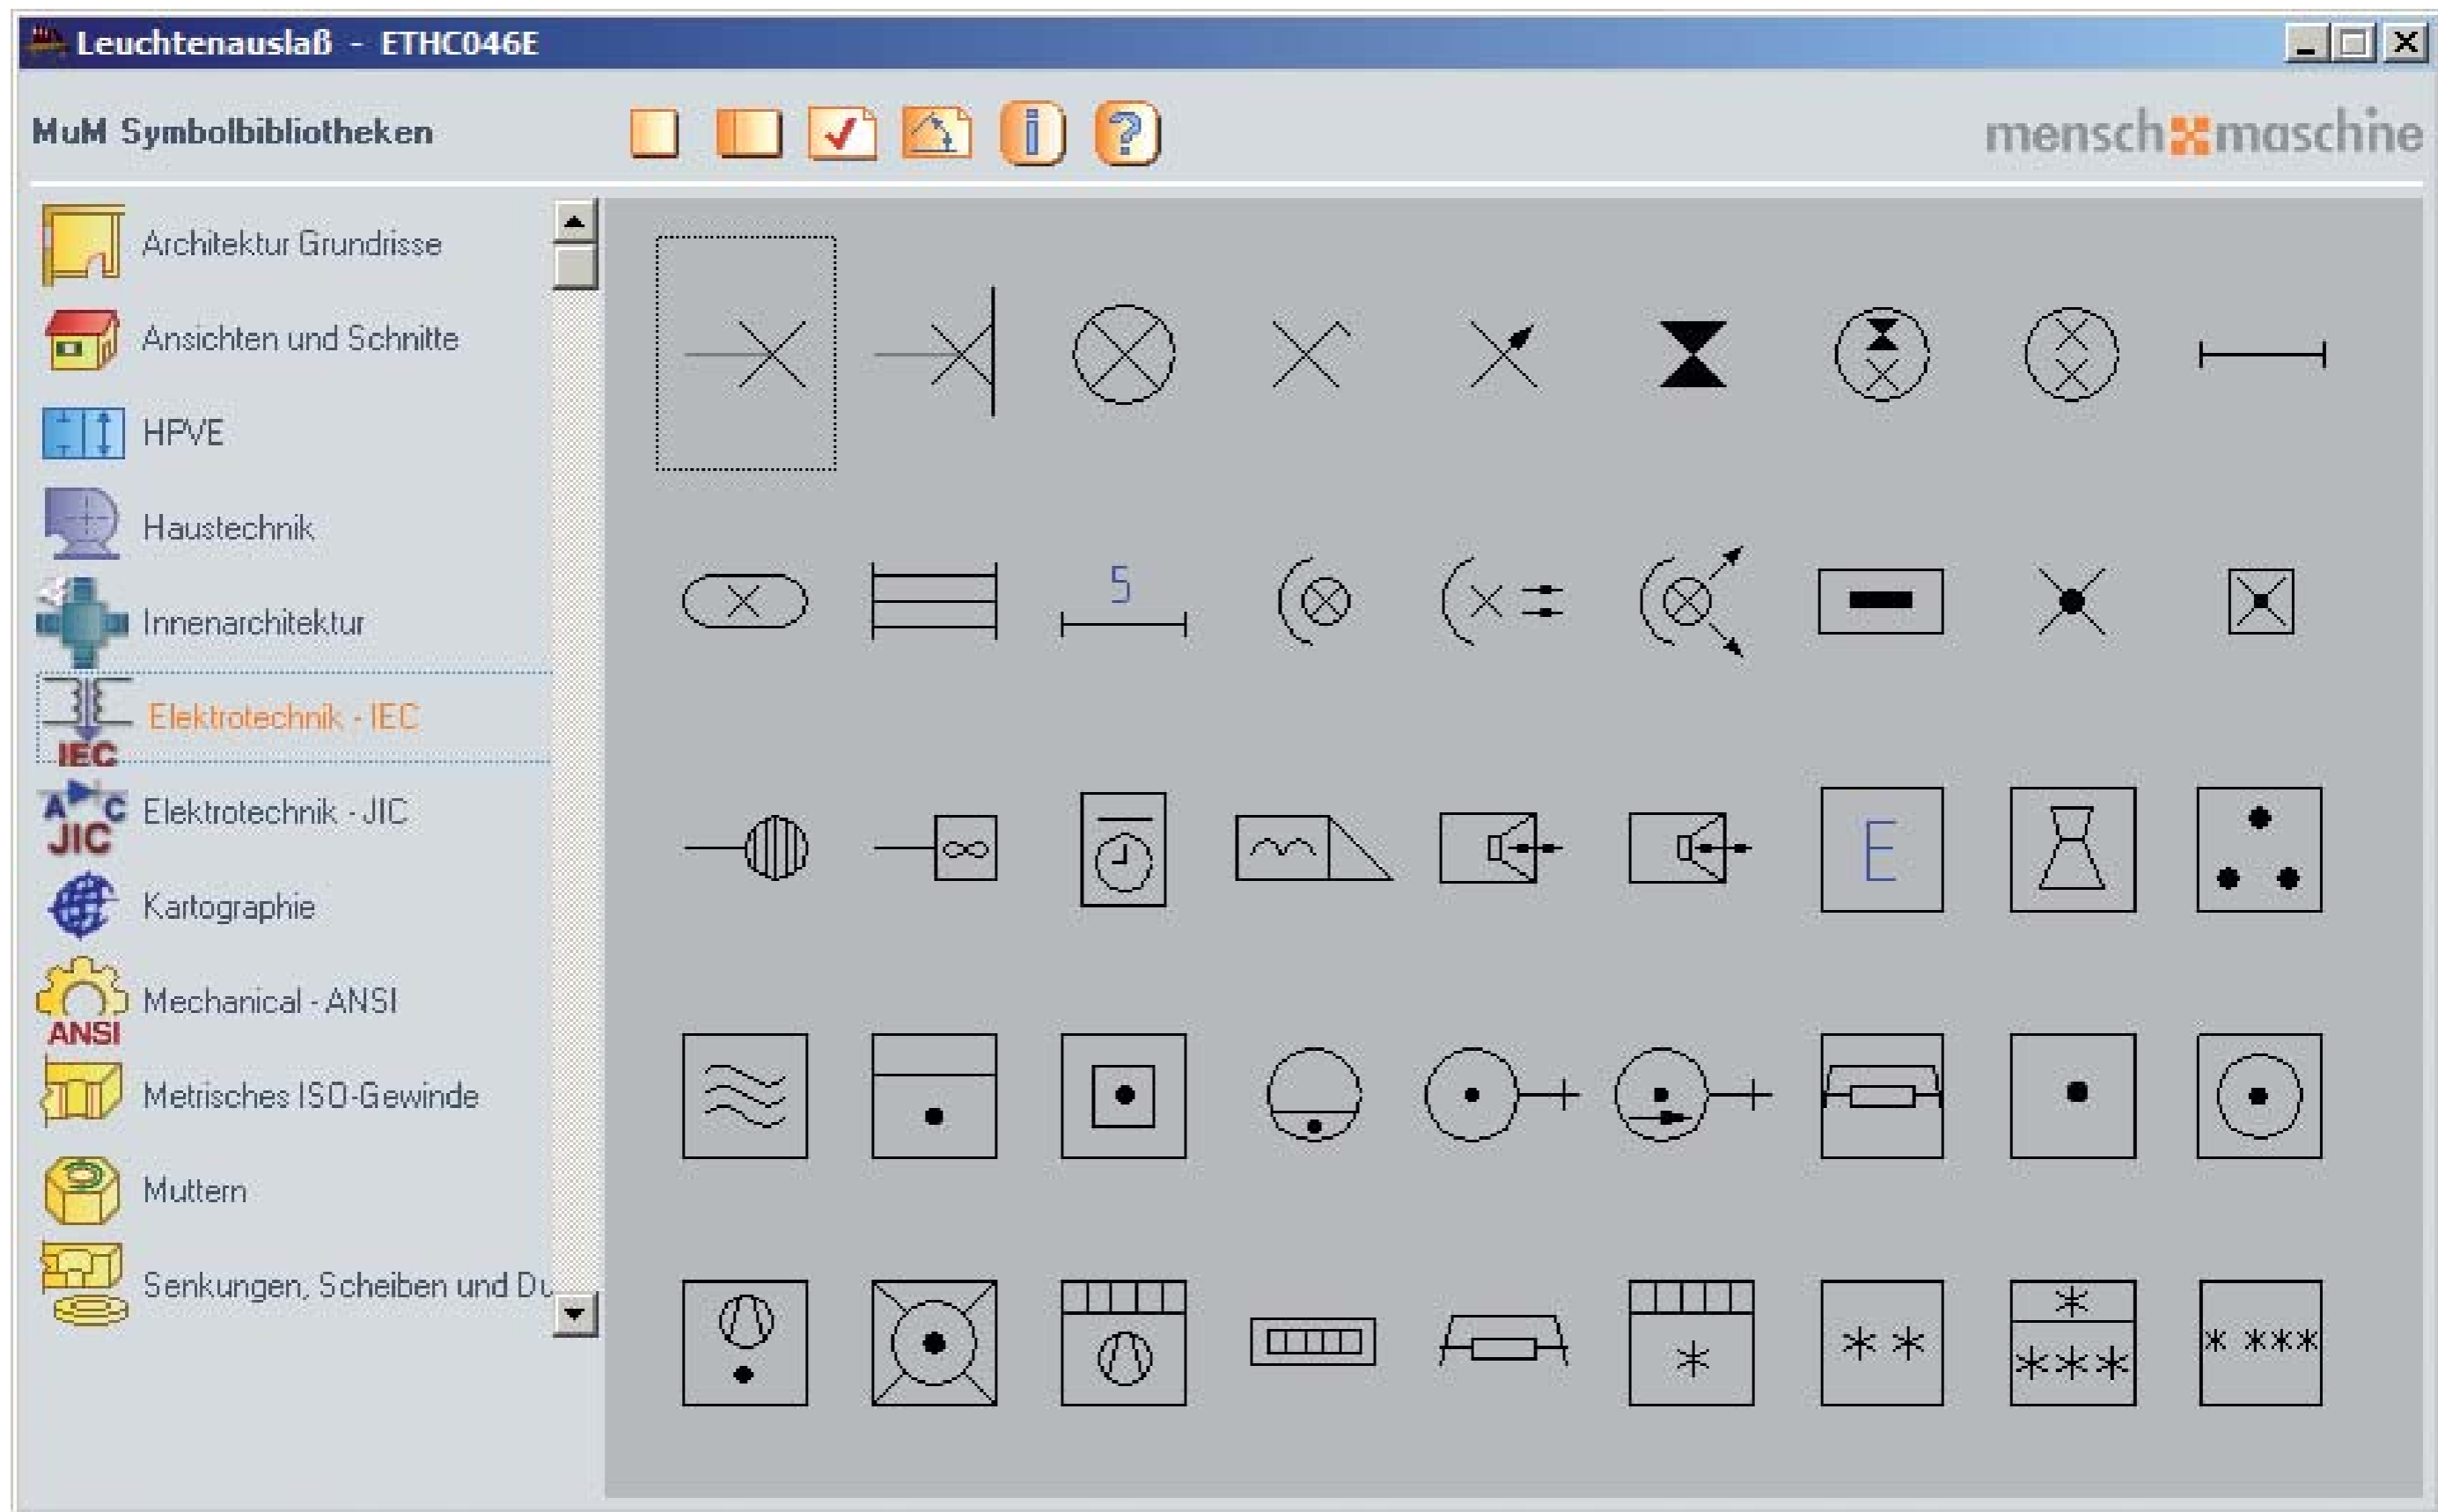 Leuchtenauslaß - ETHC046E
MuM Symbolbibliotheken
mensch maschine
Architektur Grundrisse
Ansichten und Schnitte
HPVE
Haustechnik
Innenarchitektur
IEC
Elektrotechnik - IEC
A C
JIC
Elektrotechnik - JIC
Kartographie
ANSI
Mechanical - ANSI
Metrisches ISO-Gewinde
Muttern
Senkungen, Scheiben und Du
5
E